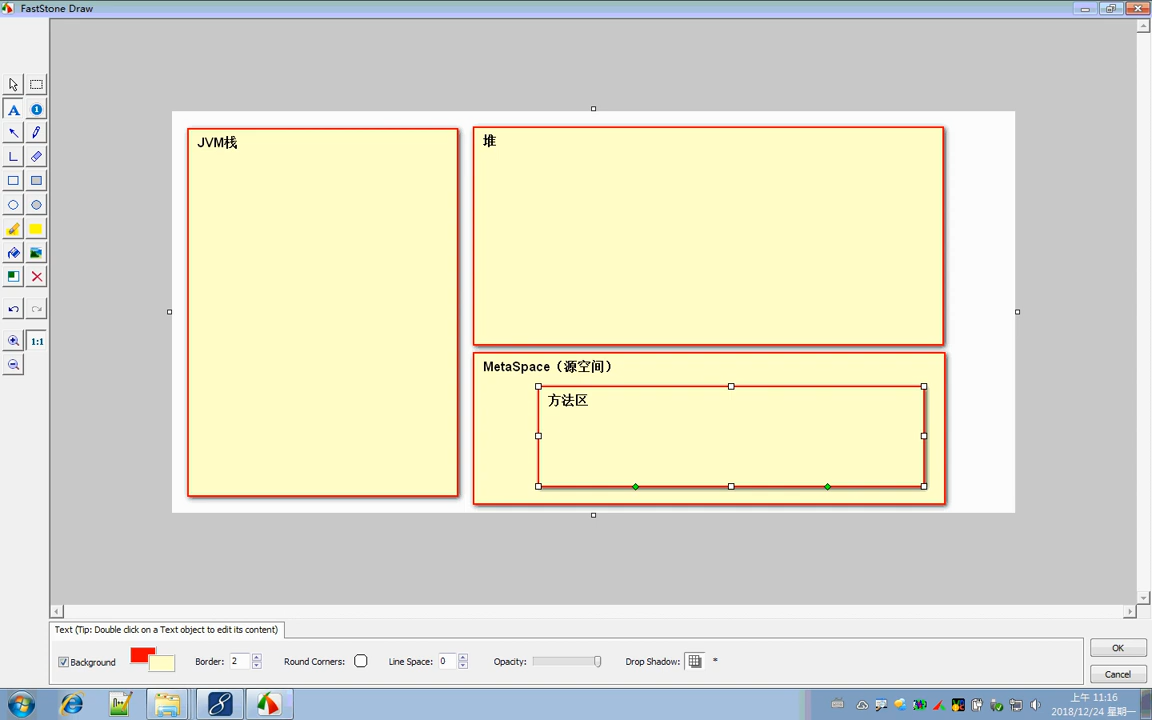 FastStone Draw
JVM栈
堆
MetaSpace（源空间）
方法区
A
1
1:1
Text (Tip: Double click on a Text object to edit its content)
Background
Border: 2
Round Corners:
Line Space: 0
Opacity:
Drop Shadow:
*
OK
Cancel
上午 11:16
2018/12/24 星期一